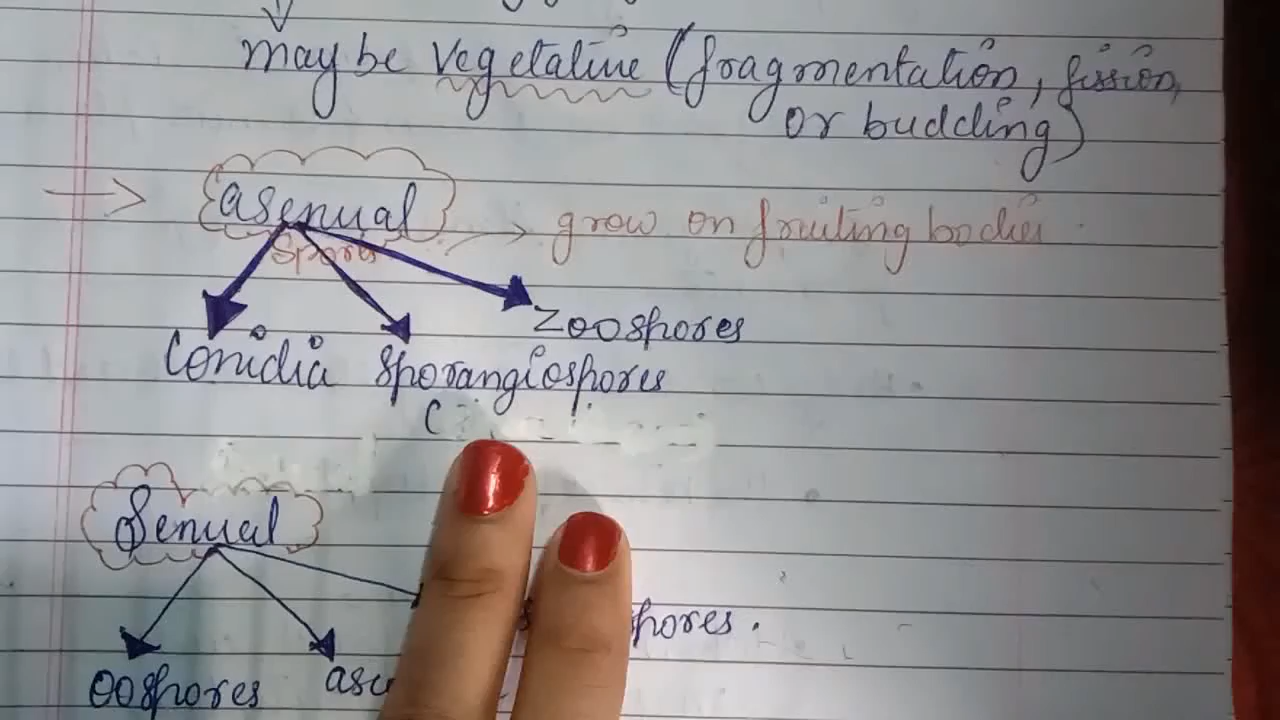 may be vegetative (fragmentation, fission,
or budding)
→ asexual → grow on fruiting bodies
spores
Zoospores
Conidia sporangiospores
(
Sexual
spores.
oospores